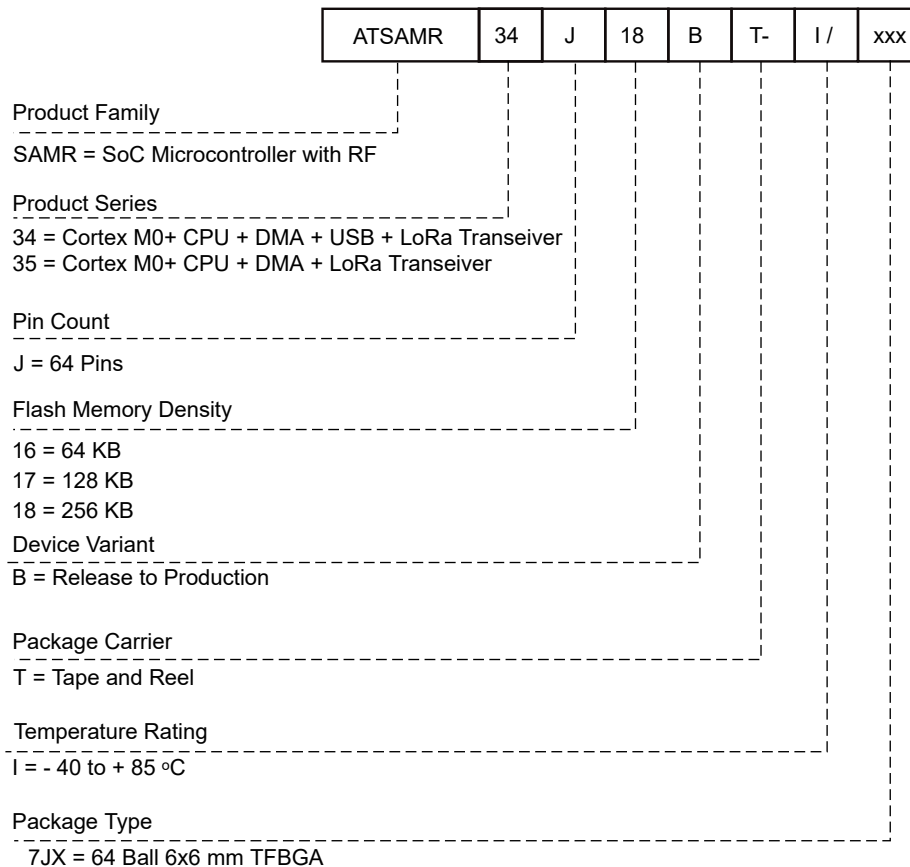 ATSAMR 34 J 18 B T- I / xxx
Product Family
SAMR = SoC Microcontroller with RF
Product Series
34 = Cortex M0+ CPU + DMA + USB + LoRa Transeiver
35 = Cortex M0+ CPU + DMA + LoRa Transeiver
Pin Count
J = 64 Pins
Flash Memory Density
16 = 64 KB
17 = 128 KB
18 = 256 KB
Device Variant
B = Release to Production
Package Carrier
T = Tape and Reel
Temperature Rating
I = - 40 to + 85 ºC
Package Type
7JX = 64 Ball 6x6 mm TFBGA